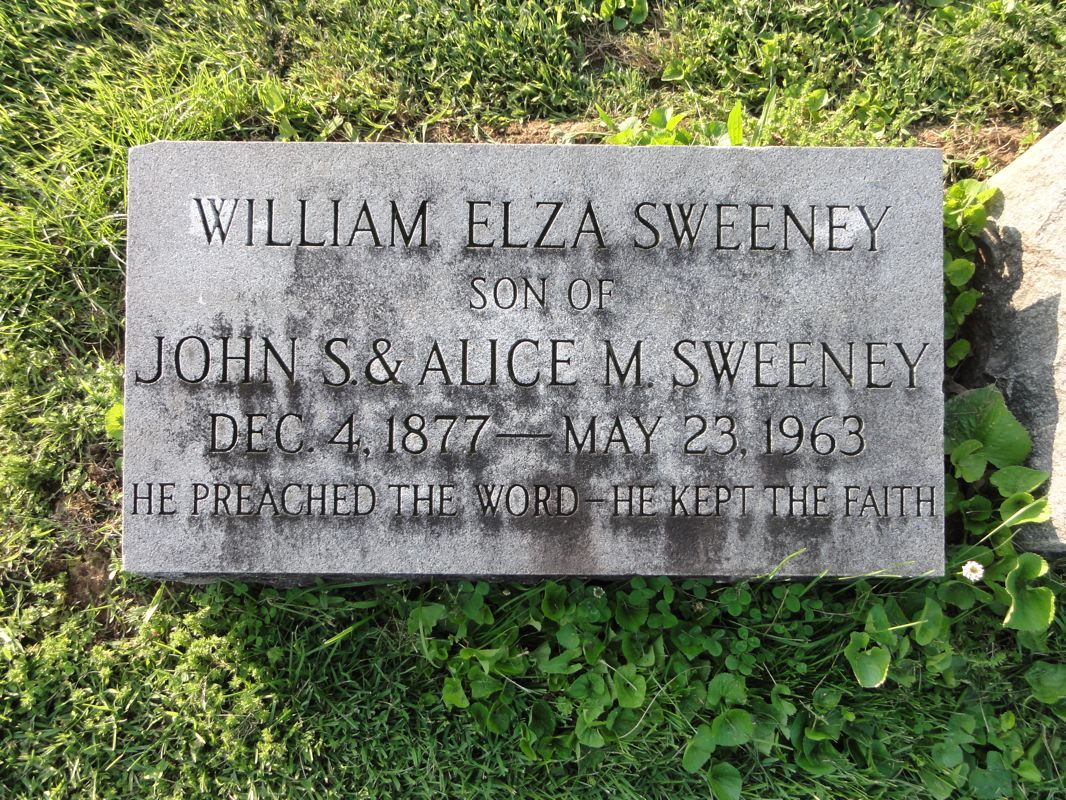 WILLIAM ELZA SWEENEY
SON OF
JOHN S. & ALICE M. SWEENEY
DEC. 4, 1877 — MAY 23, 1963
HE PREACHED THE WORD – HE KEPT THE FAITH